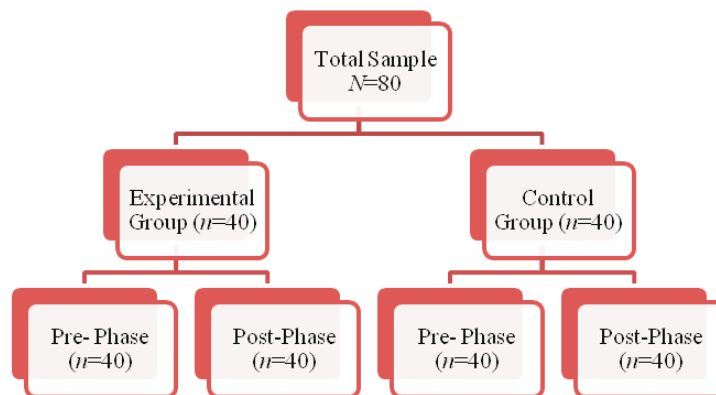 Total Sample
N=80
Experimental
Group (n=40)
Control
Group (n=40)
Pre- Phase
(n=40)
Post-Phase
(n=40)
Pre- Phase
(n=40)
Post-Phase
(n=40)